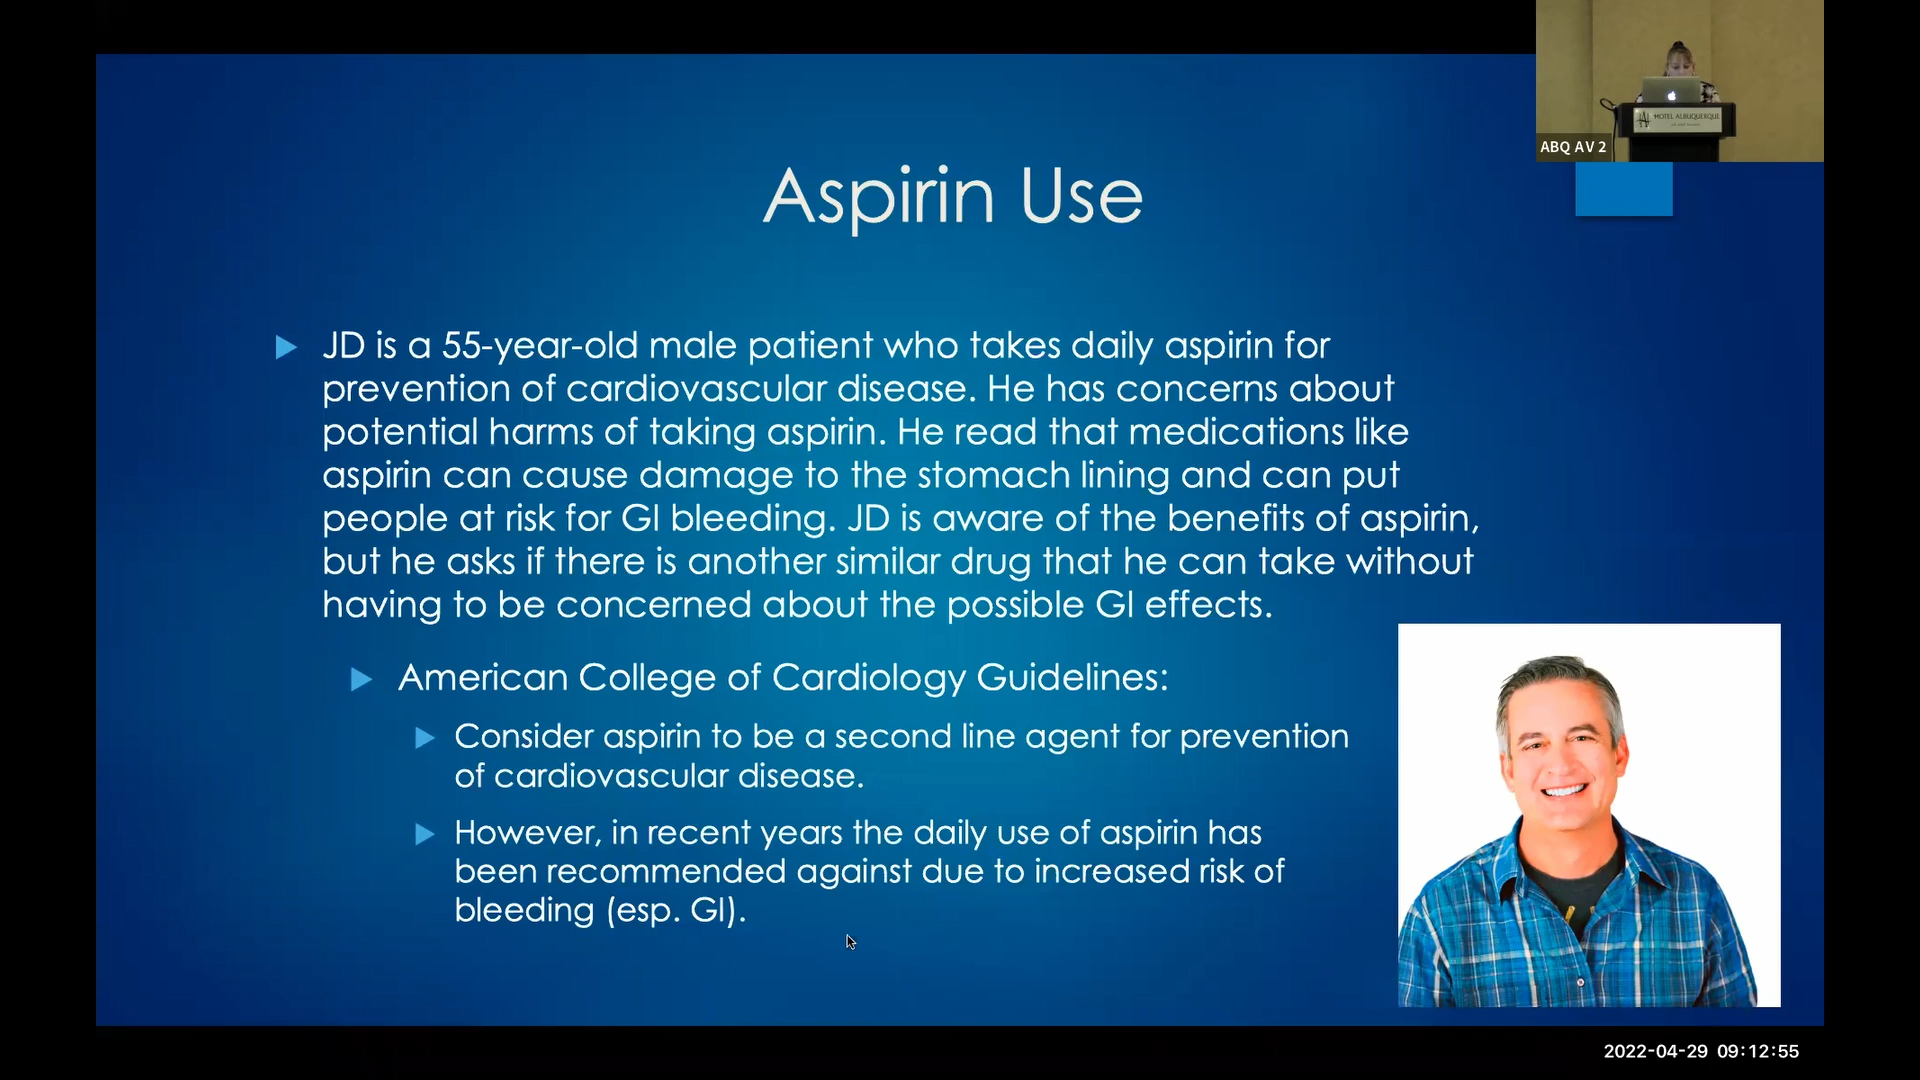 HOTEL ALBUQUERQUE
ABQ AV 2
Aspirin Use
JD is a 55-year-old male patient who takes daily aspirin for
prevention of cardiovascular disease. He has concerns about
potential harms of taking aspirin. He read that medications like
aspirin can cause damage to the stomach lining and can put
people at risk for GI bleeding. JD is aware of the benefits of aspirin,
but he asks if there is another similar drug that he can take without
having to be concerned about the possible GI effects.
American College of Cardiology Guidelines:
Consider aspirin to be a second line agent for prevention
of cardiovascular disease.
However, in recent years the daily use of aspirin has
been recommended against due to increased risk of
bleeding (esp. GI).
2022-04-29 09:12:55